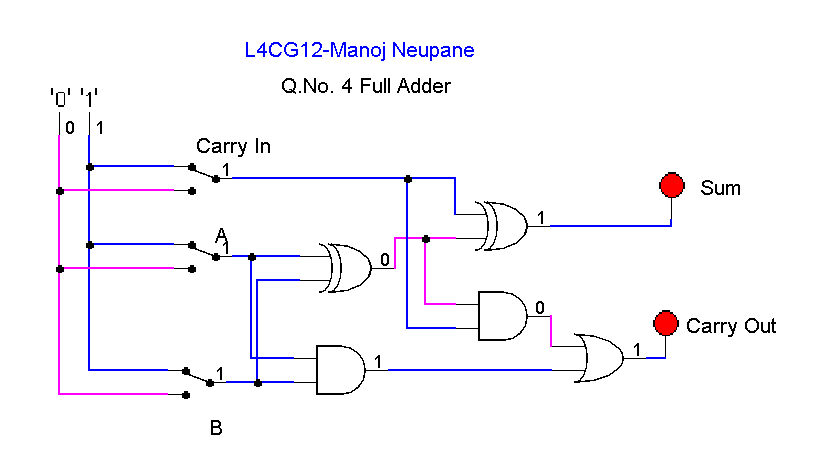 L4CG12-Manoj Neupane
Q.No. 4 Full Adder
'0' '1'
0 1
Carry In
1
1
Sum
A
1
0
0
1
Carry Out
1
1
B